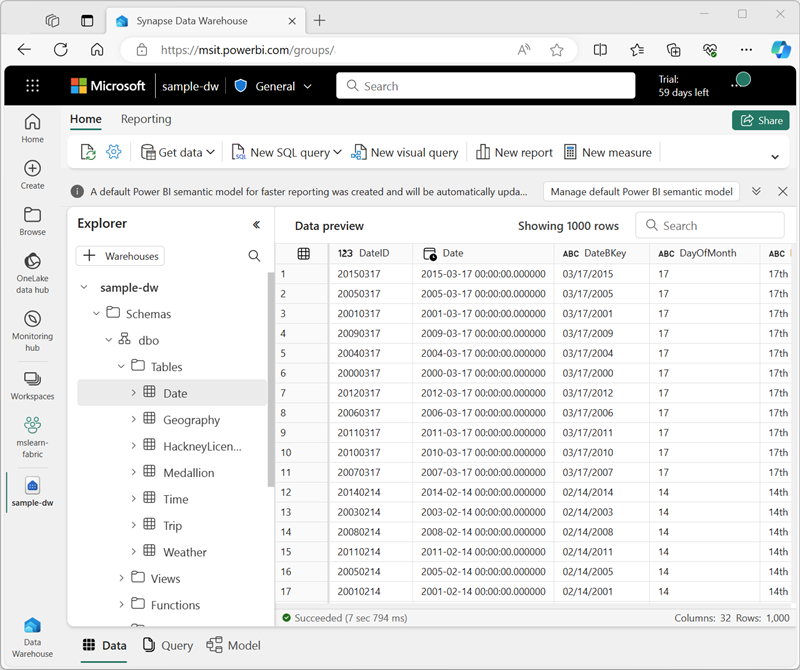 Synapse Data Warehouse
https://msit.powerbi.com/groups/
Microsoft sample-dw General Search Trial: 59 days left
Home Reporting Share
Get data New SQL query New visual query New report New measure
A default Power BI semantic model for faster reporting was created and will be automatically upda... Manage default Power BI semantic model
Home
Create
Browse
OneLake
data hub
Monitoring
hub
Workspaces
mslearn-
fabric
sample-dw
Data
Warehouse
Explorer
Warehouses
sample-dw
Schemas
dbo
Tables
Date
Geography
HackneyLicen...
Medallion
Time
Trip
Weather
Views
Functions
Data preview Showing 1000 rows Search
123 DateID Date ABC DateBKey ABC DayOfMonth ABC
1 20150317 2015-03-17 00:00:00.000000 03/17/2015 17 17th
2 20050317 2005-03-17 00:00:00.000000 03/17/2005 17 17th
3 20010317 2001-03-17 00:00:00.000000 03/17/2001 17 17th
4 20090317 2009-03-17 00:00:00.000000 03/17/2009 17 17th
5 20040317 2004-03-17 00:00:00.000000 03/17/2004 17 17th
6 20000317 2000-03-17 00:00:00.000000 03/17/2000 17 17th
7 20120317 2012-03-17 00:00:00.000000 03/17/2012 17 17th
8 20060317 2006-03-17 00:00:00.000000 03/17/2006 17 17th
9 20110317 2011-03-17 00:00:00.000000 03/17/2011 17 17th
10 20100317 2010-03-17 00:00:00.000000 03/17/2010 17 17th
11 20070317 2007-03-17 00:00:00.000000 03/17/2007 17 17th
12 20140214 2014-02-14 00:00:00.000000 02/14/2014 14 14th
13 20030214 2003-02-14 00:00:00.000000 02/14/2003 14 14th
14 20080214 2008-02-14 00:00:00.000000 02/14/2008 14 14th
15 20110214 2011-02-14 00:00:00.000000 02/14/2011 14 14th
16 20050214 2005-02-14 00:00:00.000000 02/14/2005 14 14th
17 20010214 2001-02-14 00:00:00.000000 02/14/2001 14 14th
Succeeded (7 sec 794 ms) Columns: 32 Rows: 1,000
Data Query Model